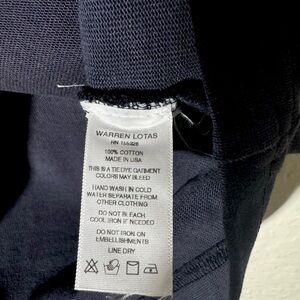 WARREN LOTAS
RN 155928
100% COTTON
MADE IN USA
THIS IS A TIE DYE GARMENT
COLORS MAY BLEED
HAND WASH IN COLD
WATER SEPARATE FROM
OTHER CLOTHING
DO NOT BLEACH
COOL IRON IF NEEDED
DO NOT IRON ON
EMBELLISHMENTS
LINE DRY